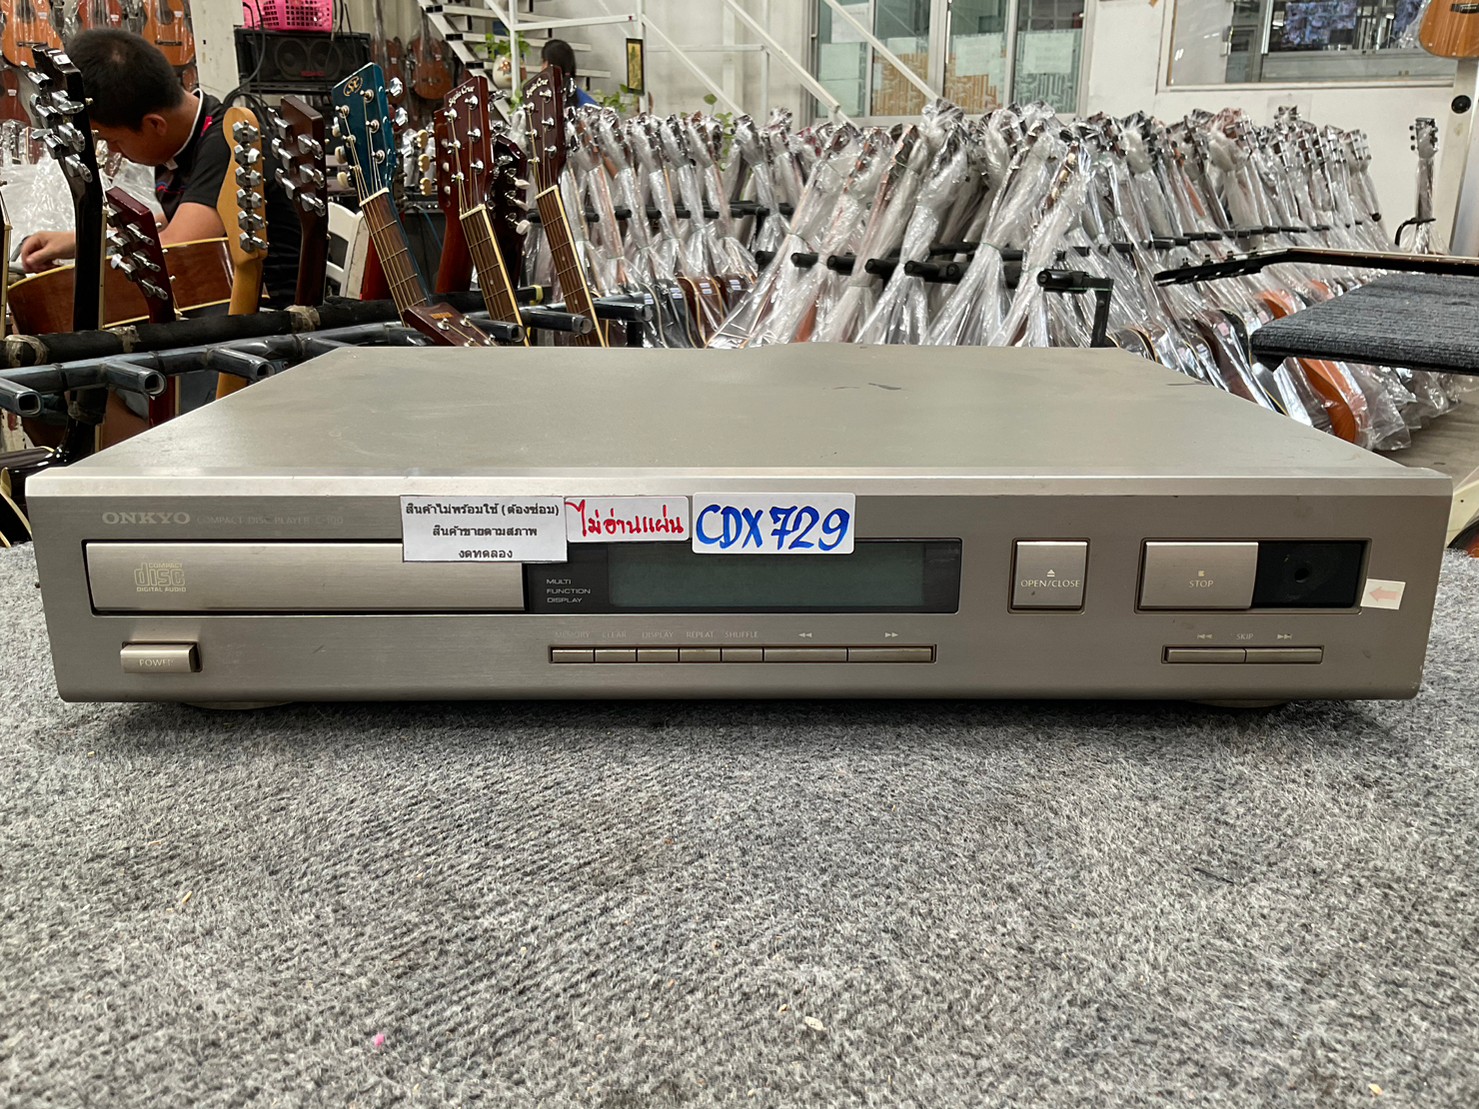 ONKYO COMPACT DISC PLAYER
สินค้าไม่พร้อมใช้ (ต้องซ่อม)
สินค้าขายตามสภาพ
งดทดลอง
ไม่อ่านแผ่น
CDX729
COMPACT
disc
DIGITAL AUDIO
MULTI
FUNCTION
DISPLAY
OPEN/CLOSE
STOP
POWER
MEMORY CLEAR DISPLAY REPEAT SHUFFLE
SKIP